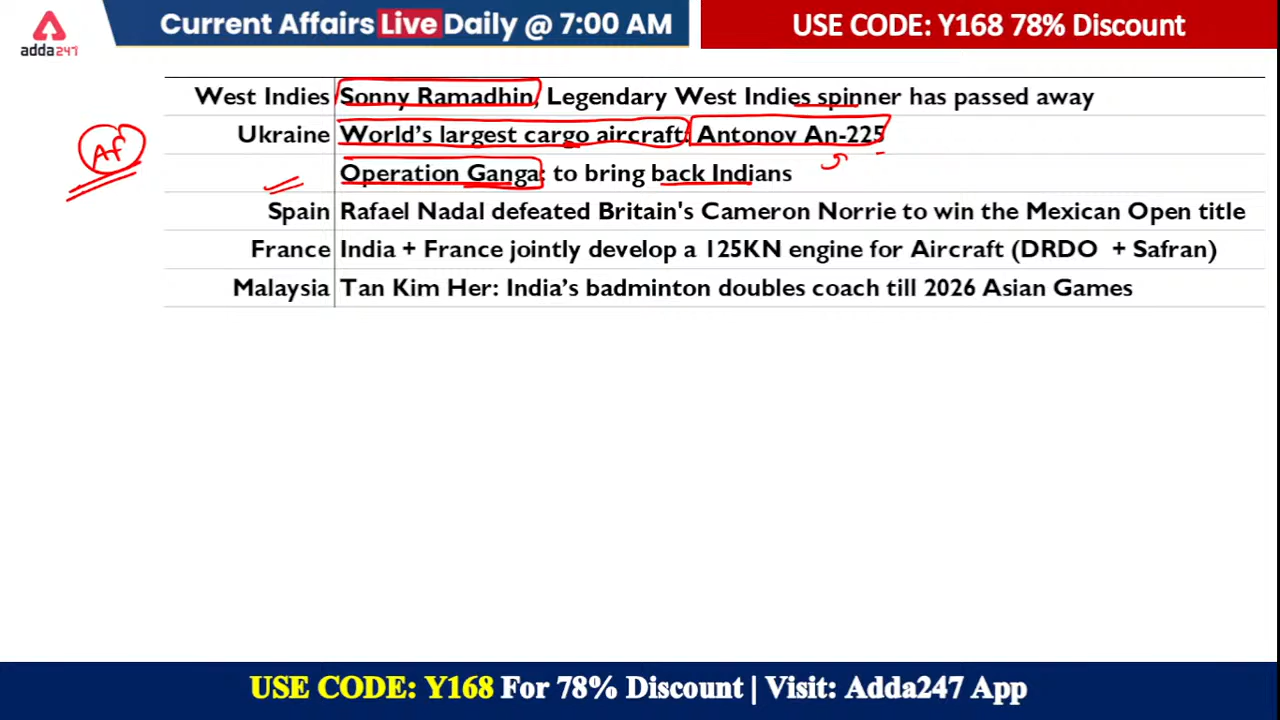 adda247
Current Affairs Live Daily @ 7:00 AM
USE CODE: Y168 78% Discount
West Indies Sonny Ramadhin, Legendary West Indies spinner has passed away
Ukraine World's largest cargo aircraft: Antonov An-225
Af
Operation Ganga: to bring back Indians
Spain Rafael Nadal defeated Britain's Cameron Norrie to win the Mexican Open title
France India + France jointly develop a 125KN engine for Aircraft (DRDO + Safran)
Malaysia Tan Kim Her: India's badminton doubles coach till 2026 Asian Games
USE CODE: Y168 For 78% Discount | Visit: Adda247 App